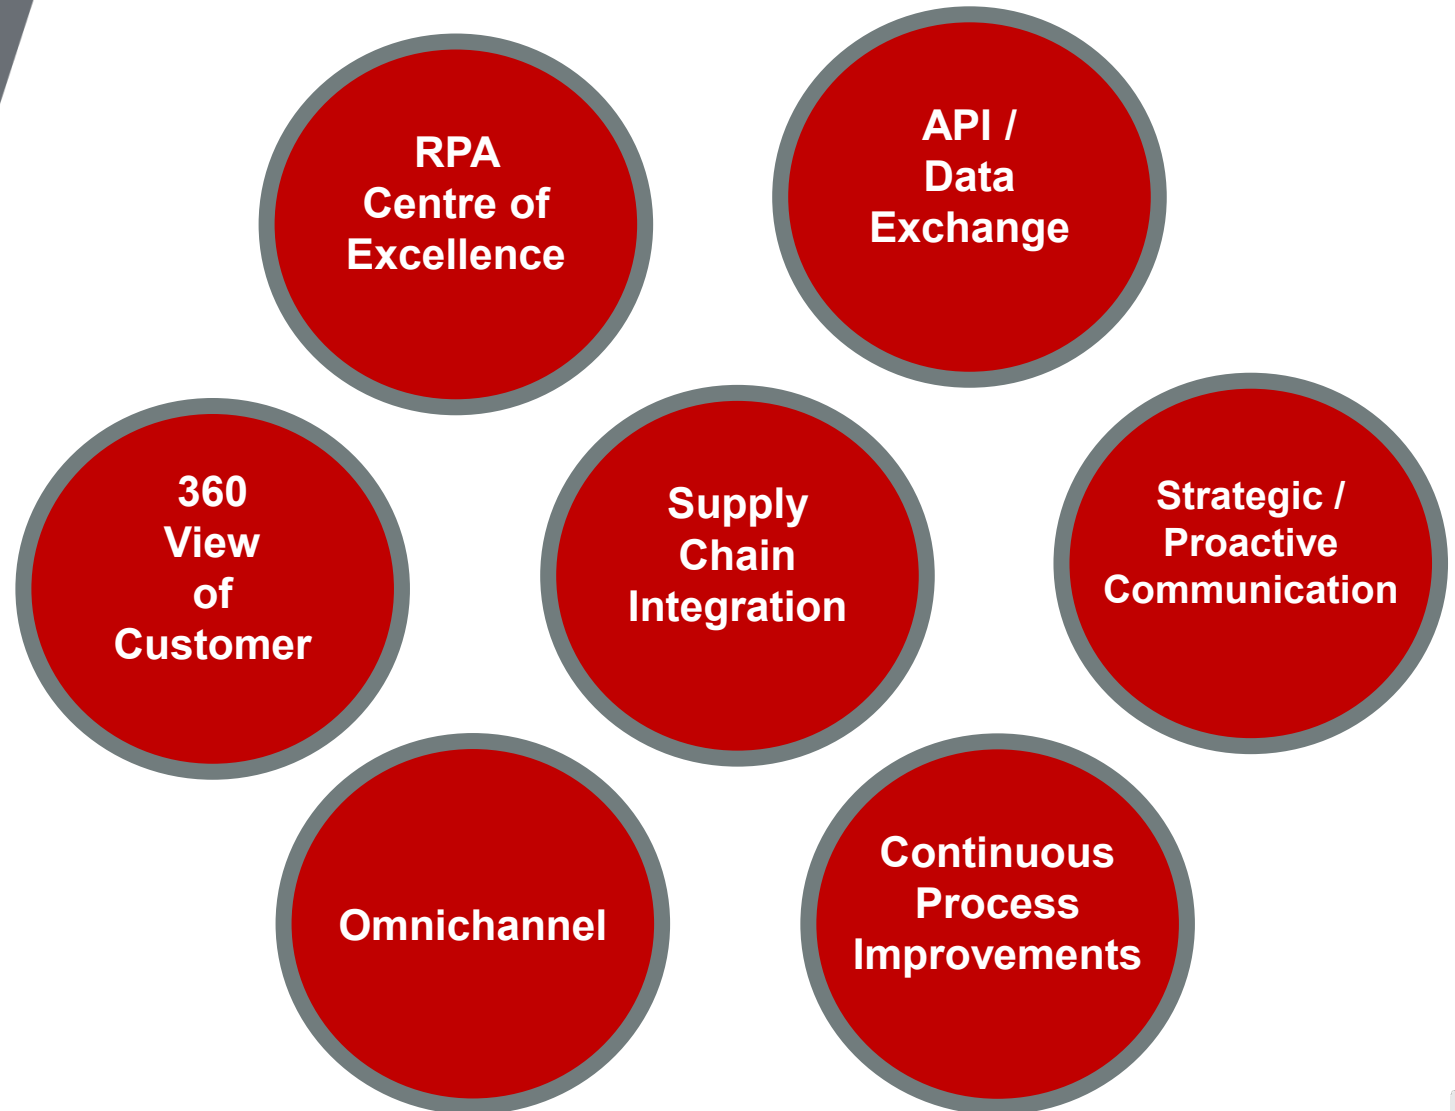 RPA
Centre of
Excellence
API /
Data
Exchange
360
View
of
Customer
Supply
Chain
Integration
Strategic /
Proactive
Communication
Omnichannel
Continuous
Process
Improvements